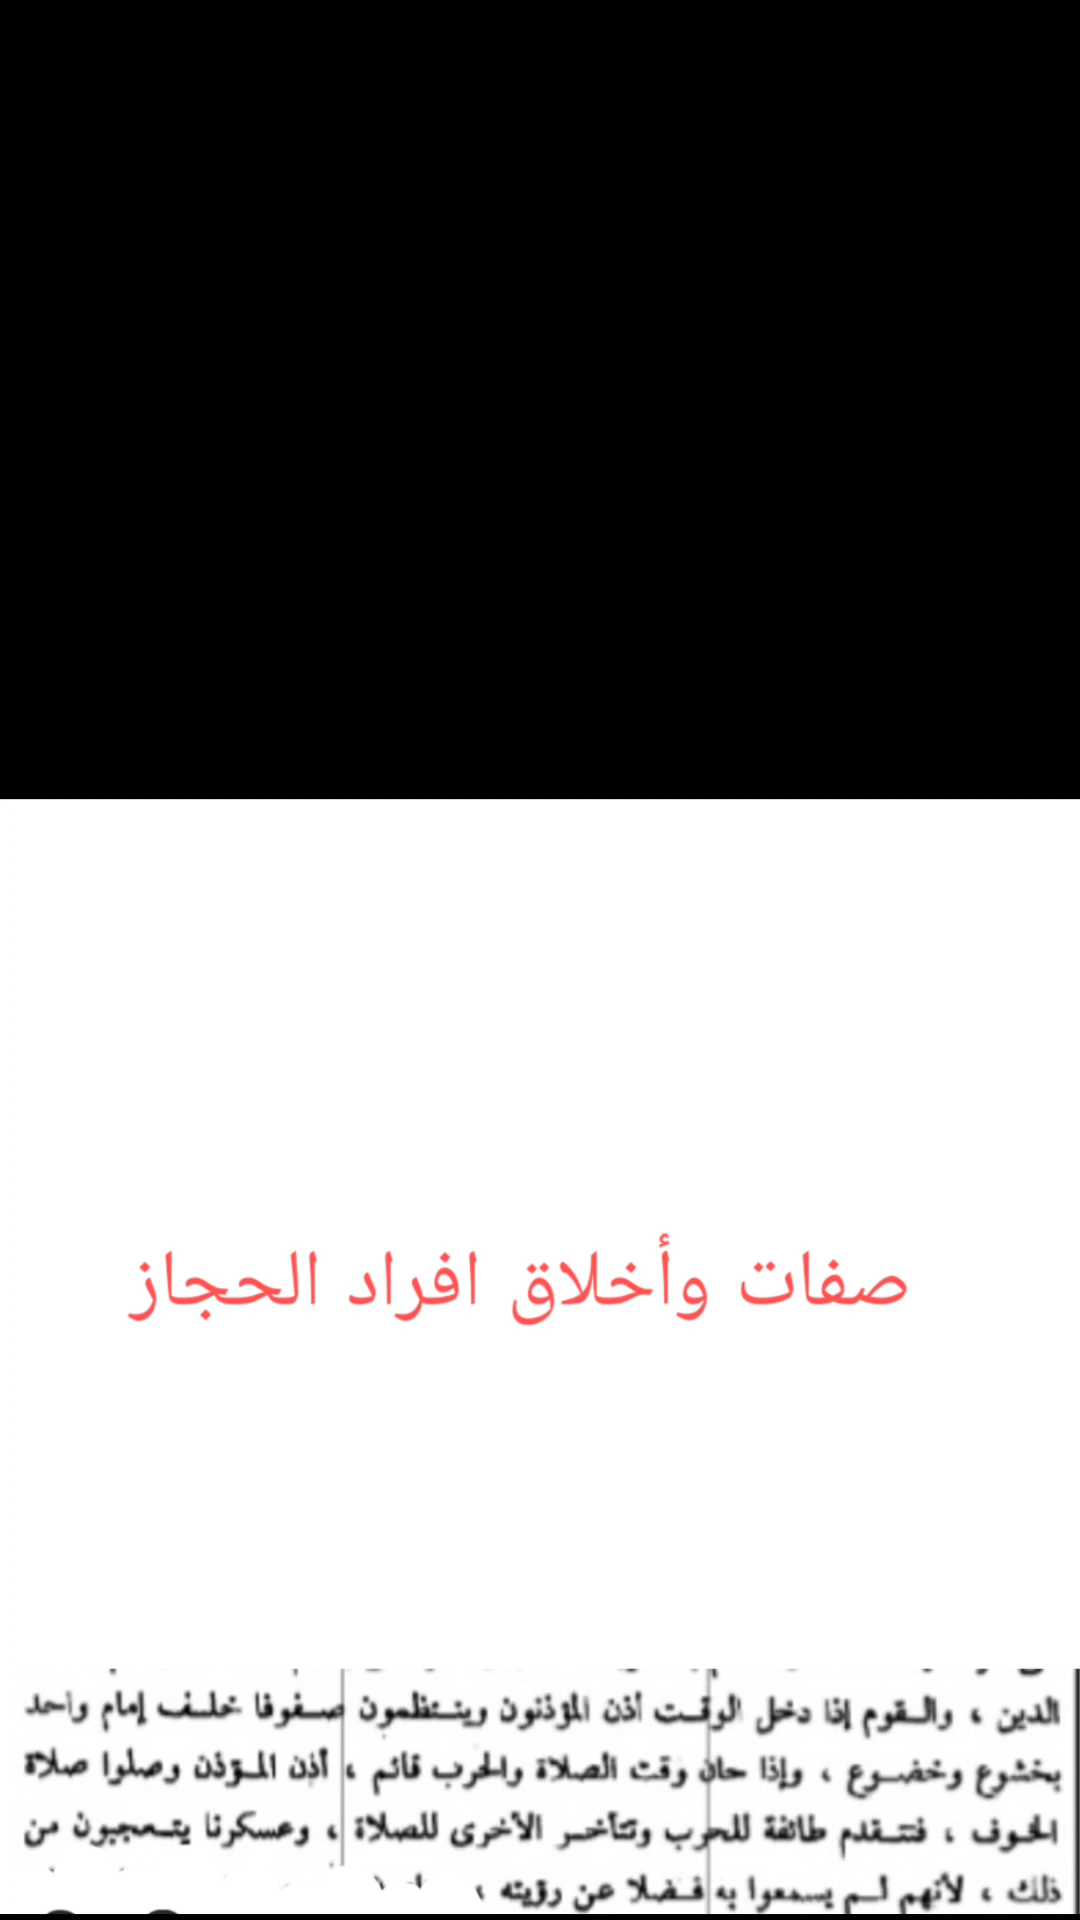 صفات وأخلاق افراد الحجاز
الدين ، والقوم إذا دخل الوقت أذن المؤذنون وينتظمون صفوفا خلف إمام واحد
بخشوع وخضوع ، وإذا حان وقت الصلاة والحرب قائم ، أذن المؤذن وصلوا صلاة
الخوف ، فتتقدم طائفة للحرب وتتأخر الأخرى للصلاة ، وعسكرنا يتعجبون من
ذلك ، لأنهم لم يسمعوا به فضلا عن رؤيته ،